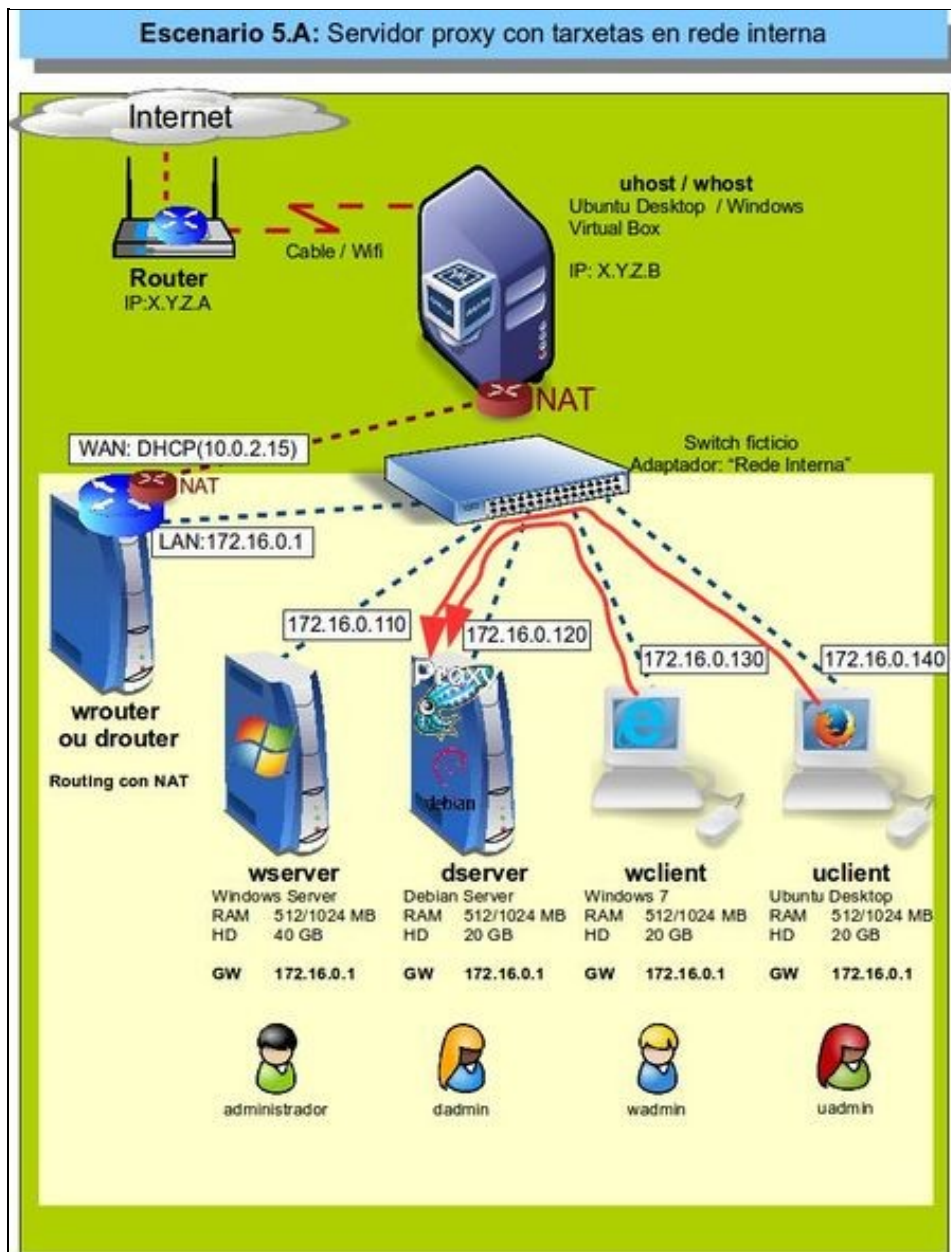 Escenario 5.A: Servidor proxy con tarxetas en rede interna
Internet
Router
IP:X.Y.Z.A
Cable / Wifi
uhost / whost
Ubuntu Desktop / Windows
Virtual Box
IP: X.Y.Z.B
NAT
WAN: DHCP(10.0.2.15)
NAT
LAN:172.16.0.1
Switch ficticio
Adaptador: "Rede Interna"
172.16.0.110
172.16.0.120
172.16.0.130
172.16.0.140
wrouter
ou drouter
Routing con NAT
Proxy
debian
wserver
Windows Server
RAM 512/1024 MB
HD 40 GB
GW 172.16.0.1
administrador
dserver
Debian Server
RAM 512/1024 MB
HD 20 GB
GW 172.16.0.1
dadmin
wclient
Windows 7
RAM 512/1024 MB
HD 20 GB
GW 172.16.0.1
wadmin
uclient
Ubuntu Desktop
RAM 512/1024 MB
HD 20 GB
GW 172.16.0.1
uadmin